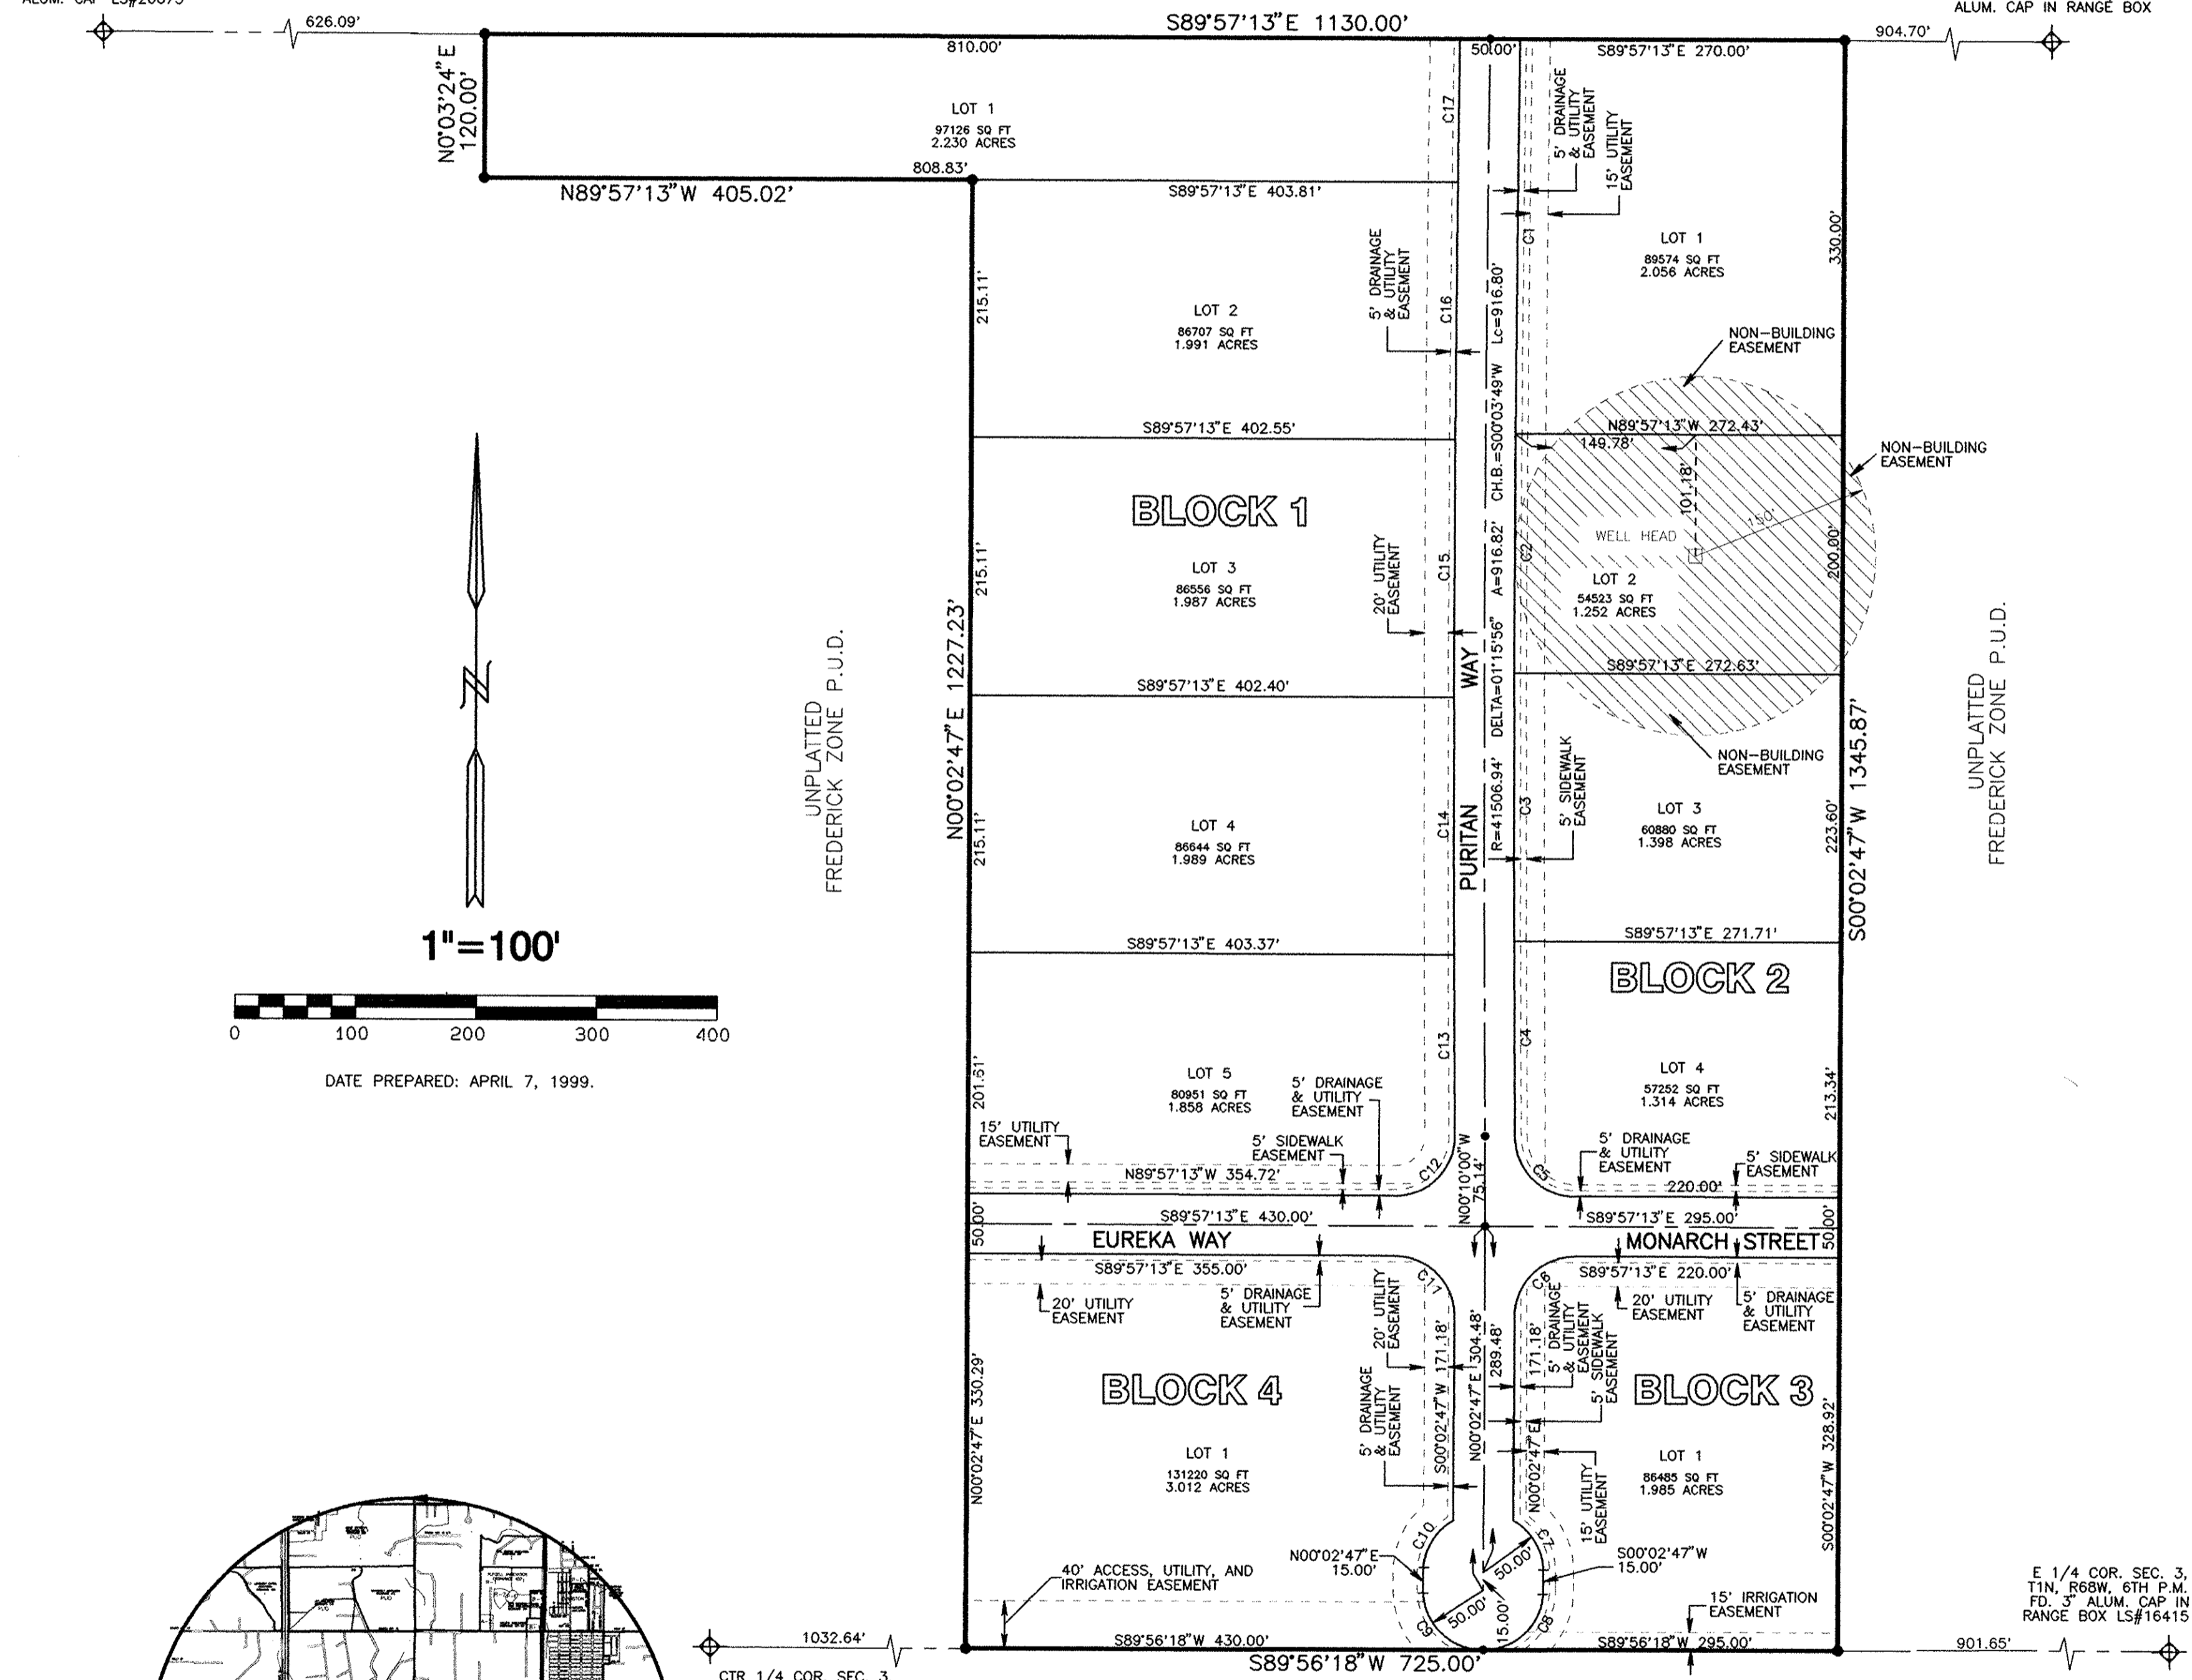 ALUM. CAP IN RANGE BOX
626.09'
S89°57'13"E 1130.00'
904.70'
810.00'
50.00'
S89°57'13"E 270.00'
N0°03'24"E
120.00'
LOT 1
97126 SQ FT
2.230 ACRES
808.83'
N89°57'13"W 405.02'
S89°57'13"E 403.81'
C17
5' DRAINAGE
& UTILITY
EASEMENT
15' UTILITY
EASEMENT
C1
LOT 1
89574 SQ FT
2.056 ACRES
330.00'
215.11'
LOT 2
86707 SQ FT
1.991 ACRES
5' DRAINAGE
& UTILITY
EASEMENT
C16
NON-BUILDING
EASEMENT
S89°57'13"E 402.55'
N89°57'13"W 272.43'
149.78'
NON-BUILDING
EASEMENT
101.18'
150'
WELL HEAD
200.00'
LOT 2
54523 SQ FT
1.252 ACRES
C2
BLOCK 1
215.11'
LOT 3
86556 SQ FT
1.987 ACRES
20' UTILITY
EASEMENT
C15
S89°57'13"E 402.40'
S89°57'13"E 272.63'
PURITAN WAY
R=41506.94' DELTA=01°15'56" A=916.82' CH.B.=S00°03'49"W Lc=916.80'
NON-BUILDING
EASEMENT
UNPLATTED
FREDERICK ZONE P.U.D.
N00°02'47"E 1227.23'
S00°02'47"W 1345.87'
UNPLATTED
FREDERICK ZONE P.U.D.
215.11'
LOT 4
86644 SQ FT
1.989 ACRES
C14
C3
5' SIDEWALK
EASEMENT
LOT 3
60880 SQ FT
1.398 ACRES
223.60'
N
1"=100'
0 100 200 300 400
DATE PREPARED: APRIL 7, 1999.
S89°57'13"E 403.37'
S89°57'13"E 271.71'
BLOCK 2
201.61'
LOT 5
80951 SQ FT
1.858 ACRES
C13
C4
LOT 4
57252 SQ FT
1.314 ACRES
213.34'
15' UTILITY
EASEMENT
5' SIDEWALK
EASEMENT
5' DRAINAGE
& UTILITY
EASEMENT
5' DRAINAGE
& UTILITY
EASEMENT
5' SIDEWALK
EASEMENT
N89°57'13"W 354.72'
C12
N00°10'00"W
75.14'
C5
220.00'
50.00'
S89°57'13"E 430.00'
S89°57'13"E 295.00'
50.00'
EUREKA WAY
MONARCH STREET
S89°57'13"E 355.00'
C11
C6
S89°57'13"E 220.00'
20' UTILITY
EASEMENT
5' DRAINAGE
& UTILITY
EASEMENT
20' UTILITY
EASEMENT
5' DRAINAGE
& UTILITY
EASEMENT
5' SIDEWALK
EASEMENT
20' UTILITY
EASEMENT
5' DRAINAGE
& UTILITY
EASEMENT
BLOCK 4
N00°02'47"E 330.29'
5' DRAINAGE
& UTILITY
EASEMENT
S00°02'47"W 171.18'
N00°02'47"E 304.48'
289.48'
N00°02'47"E 171.18'
BLOCK 3
328.92'
S00°02'47"W
LOT 1
131220 SQ FT
3.012 ACRES
LOT 1
86485 SQ FT
1.985 ACRES
15' UTILITY
EASEMENT
C10
C7
N00°02'47"E
15.00'
S00°02'47"W
15.00'
50.00'
50.00'
15.00'
C9
C8
40' ACCESS, UTILITY, AND
IRRIGATION EASEMENT
15' IRRIGATION
EASEMENT
E 1/4 COR. SEC. 3,
T1N, R68W, 6TH P.M.
FD. 3" ALUM. CAP IN
RANGE BOX LS#16415
1032.64'
S89°56'18"W 430.00'
S89°56'18"W 295.00'
901.65'
S89°56'18"W 725.00'
CTR 1/4 COR. SEC. 3